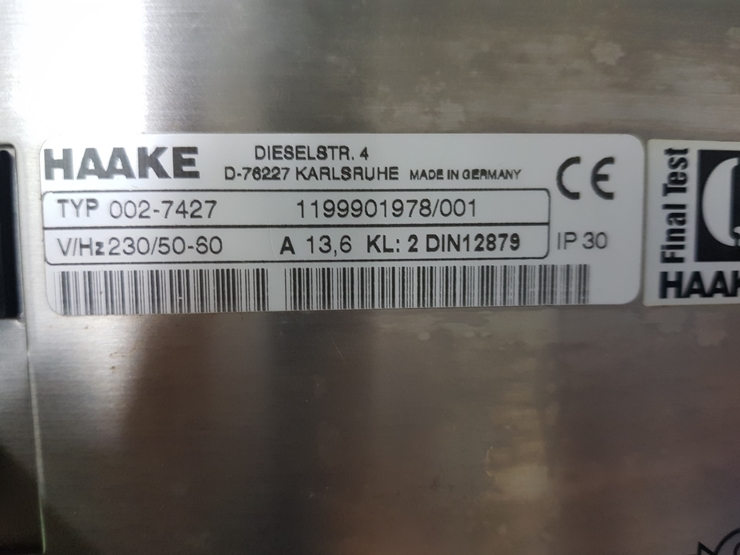 HAAKE
DIESELSTR. 4
D-76227 KARLSRUHE MADE IN GERMANY
CE
TYP 002-7427 1199901978/001
V/Hz 230/50-60 A 13,6 KL: 2 DIN12879 IP 30
Final Test
HAAK